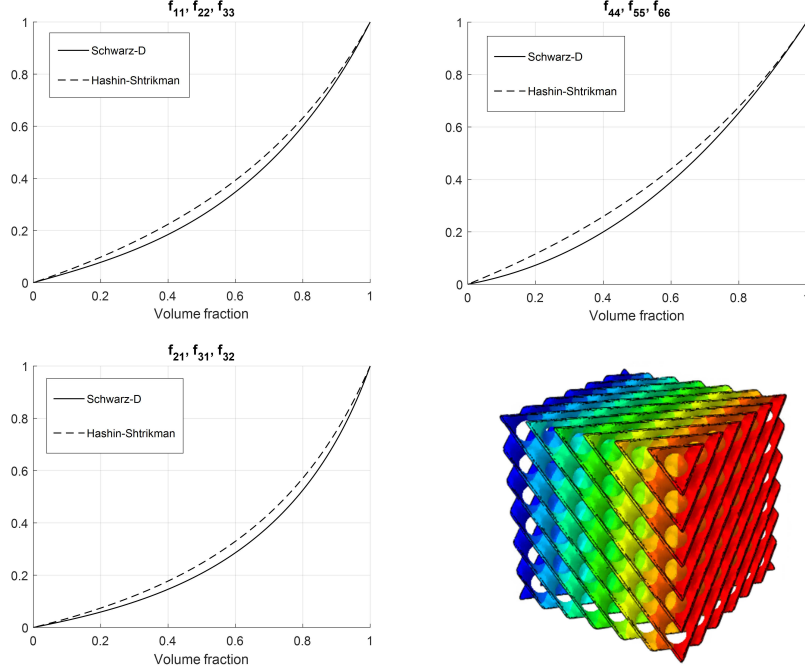 f11, f22, f33
1
0.8
0.6
0.4
0.2
0
Schwarz-D
Hashin-Shtrikman
0 0.2 0.4 0.6 0.8 1
Volume fraction
f44, f55, f66
1
0.8
0.6
0.4
0.2
0
Schwarz-D
Hashin-Shtrikman
0 0.2 0.4 0.6 0.8 1
Volume fraction
f21, f31, f32
1
0.8
0.6
0.4
0.2
0
Schwarz-D
Hashin-Shtrikman
0 0.2 0.4 0.6 0.8 1
Volume fraction